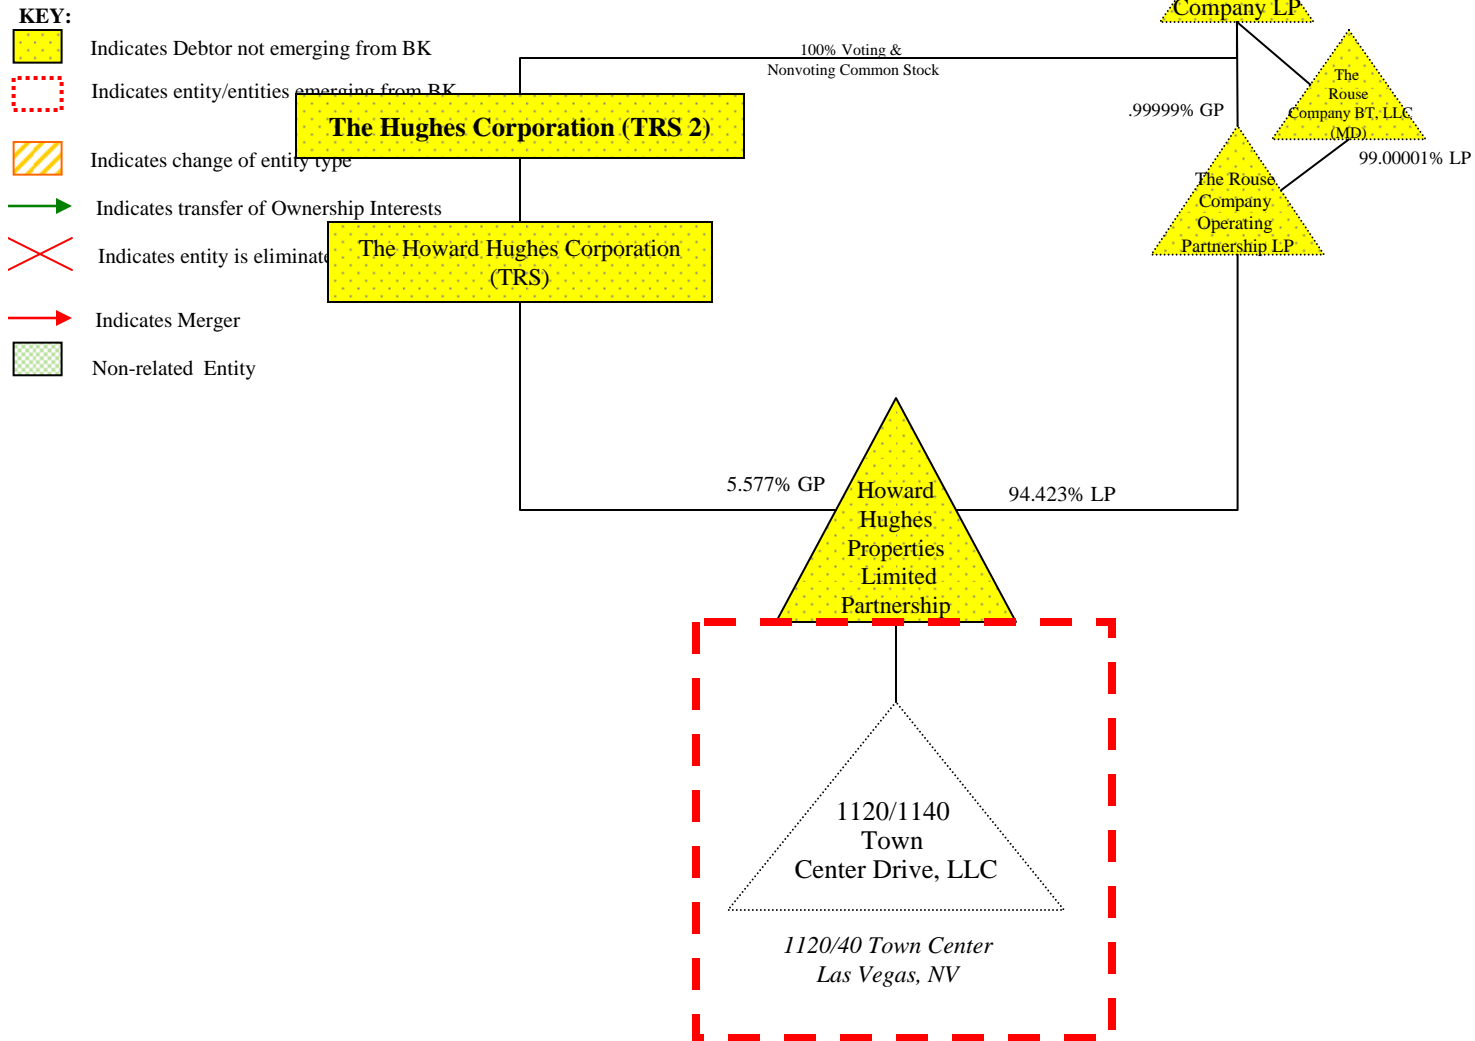 KEY:
Indicates Debtor not emerging from BK
Indicates entity/entities emerging from BK
Indicates change of entity type
Indicates transfer of Ownership Interests
Indicates entity is eliminate
Indicates Merger
Non-related Entity
Company LP
100% Voting &
Nonvoting Common Stock
The
Rouse
Company BT, LLC
(MD)
.99999% GP
99.00001% LP
The Hughes Corporation (TRS 2)
The Rouse
Company
Operating
Partnership LP
The Howard Hughes Corporation
(TRS)
5.577% GP
94.423% LP
Howard
Hughes
Properties
Limited
Partnership
1120/1140
Town
Center Drive, LLC
1120/40 Town Center
Las Vegas, NV